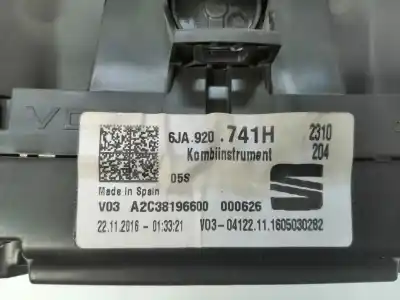 VD
6JA.920 .741H 2310
Kombiinstrument 204
05S
Made in Spain
V03 A2C38196600 000626
22.11.2016 - 01:33:21 V03-04122.11.1605030282